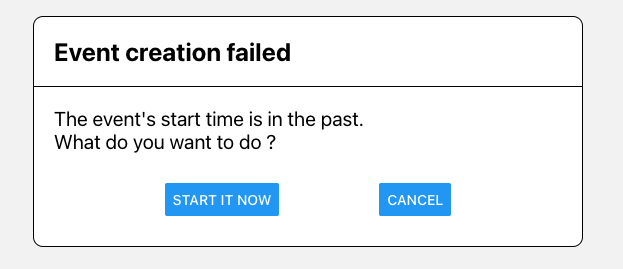 Event creation failed
The event's start time is in the past.
What do you want to do ?
START IT NOW
CANCEL